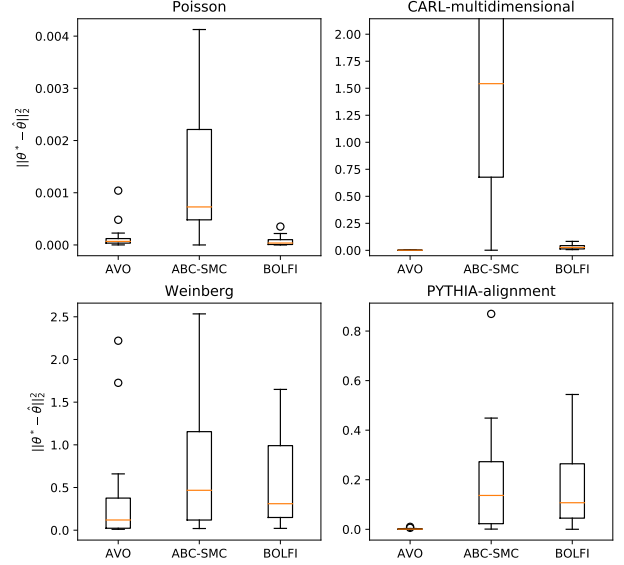 Poisson
0.004
0.003
0.002
0.001
0.000
||θ* − θ̂||₂²
AVO ABC-SMC BOLFI
CARL-multidimensional
2.00
1.75
1.50
1.25
1.00
0.75
0.50
0.25
0.00
AVO ABC-SMC BOLFI
Weinberg
2.5
2.0
1.5
1.0
0.5
0.0
||θ* − θ̂||₂²
AVO ABC-SMC BOLFI
PYTHIA-alignment
0.8
0.6
0.4
0.2
0.0
AVO ABC-SMC BOLFI